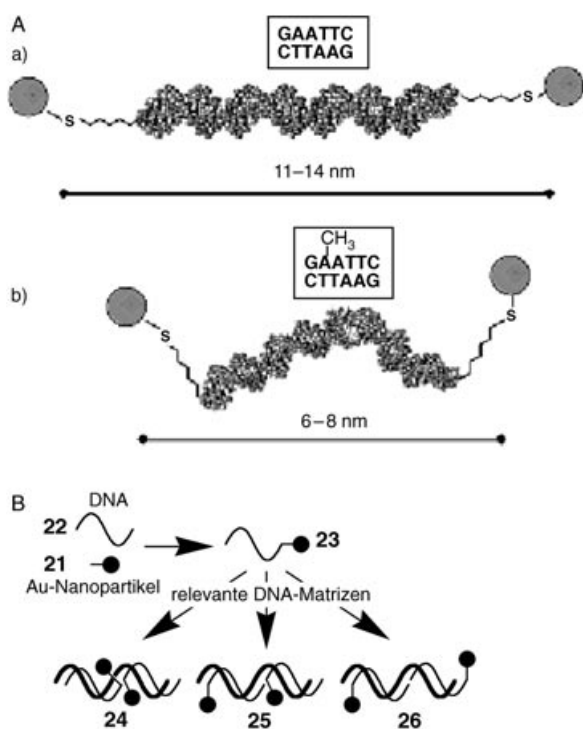 A
GAATTC
CTTAAG
a)
S
S
11–14 nm
CH3
GAATTC
CTTAAG
b)
S
S
6–8 nm
B
DNA
22
23
21
Au-Nanopartikel
relevante DNA-Matrizen
24
25
26